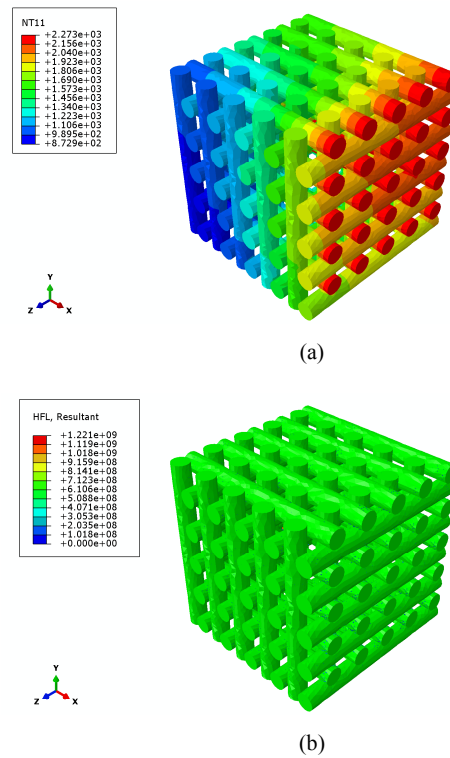 NT11
+2.273e+03
+2.156e+03
+2.040e+03
+1.923e+03
+1.806e+03
+1.690e+03
+1.573e+03
+1.456e+03
+1.340e+03
+1.223e+03
+1.106e+03
+9.895e+02
+8.729e+02
Y
Z
X
(a)
HFL, Resultant
+1.221e+09
+1.119e+09
+1.018e+09
+9.159e+08
+8.141e+08
+7.123e+08
+6.106e+08
+5.088e+08
+4.071e+08
+3.053e+08
+2.035e+08
+1.018e+08
+0.000e+00
Y
Z
X
(b)